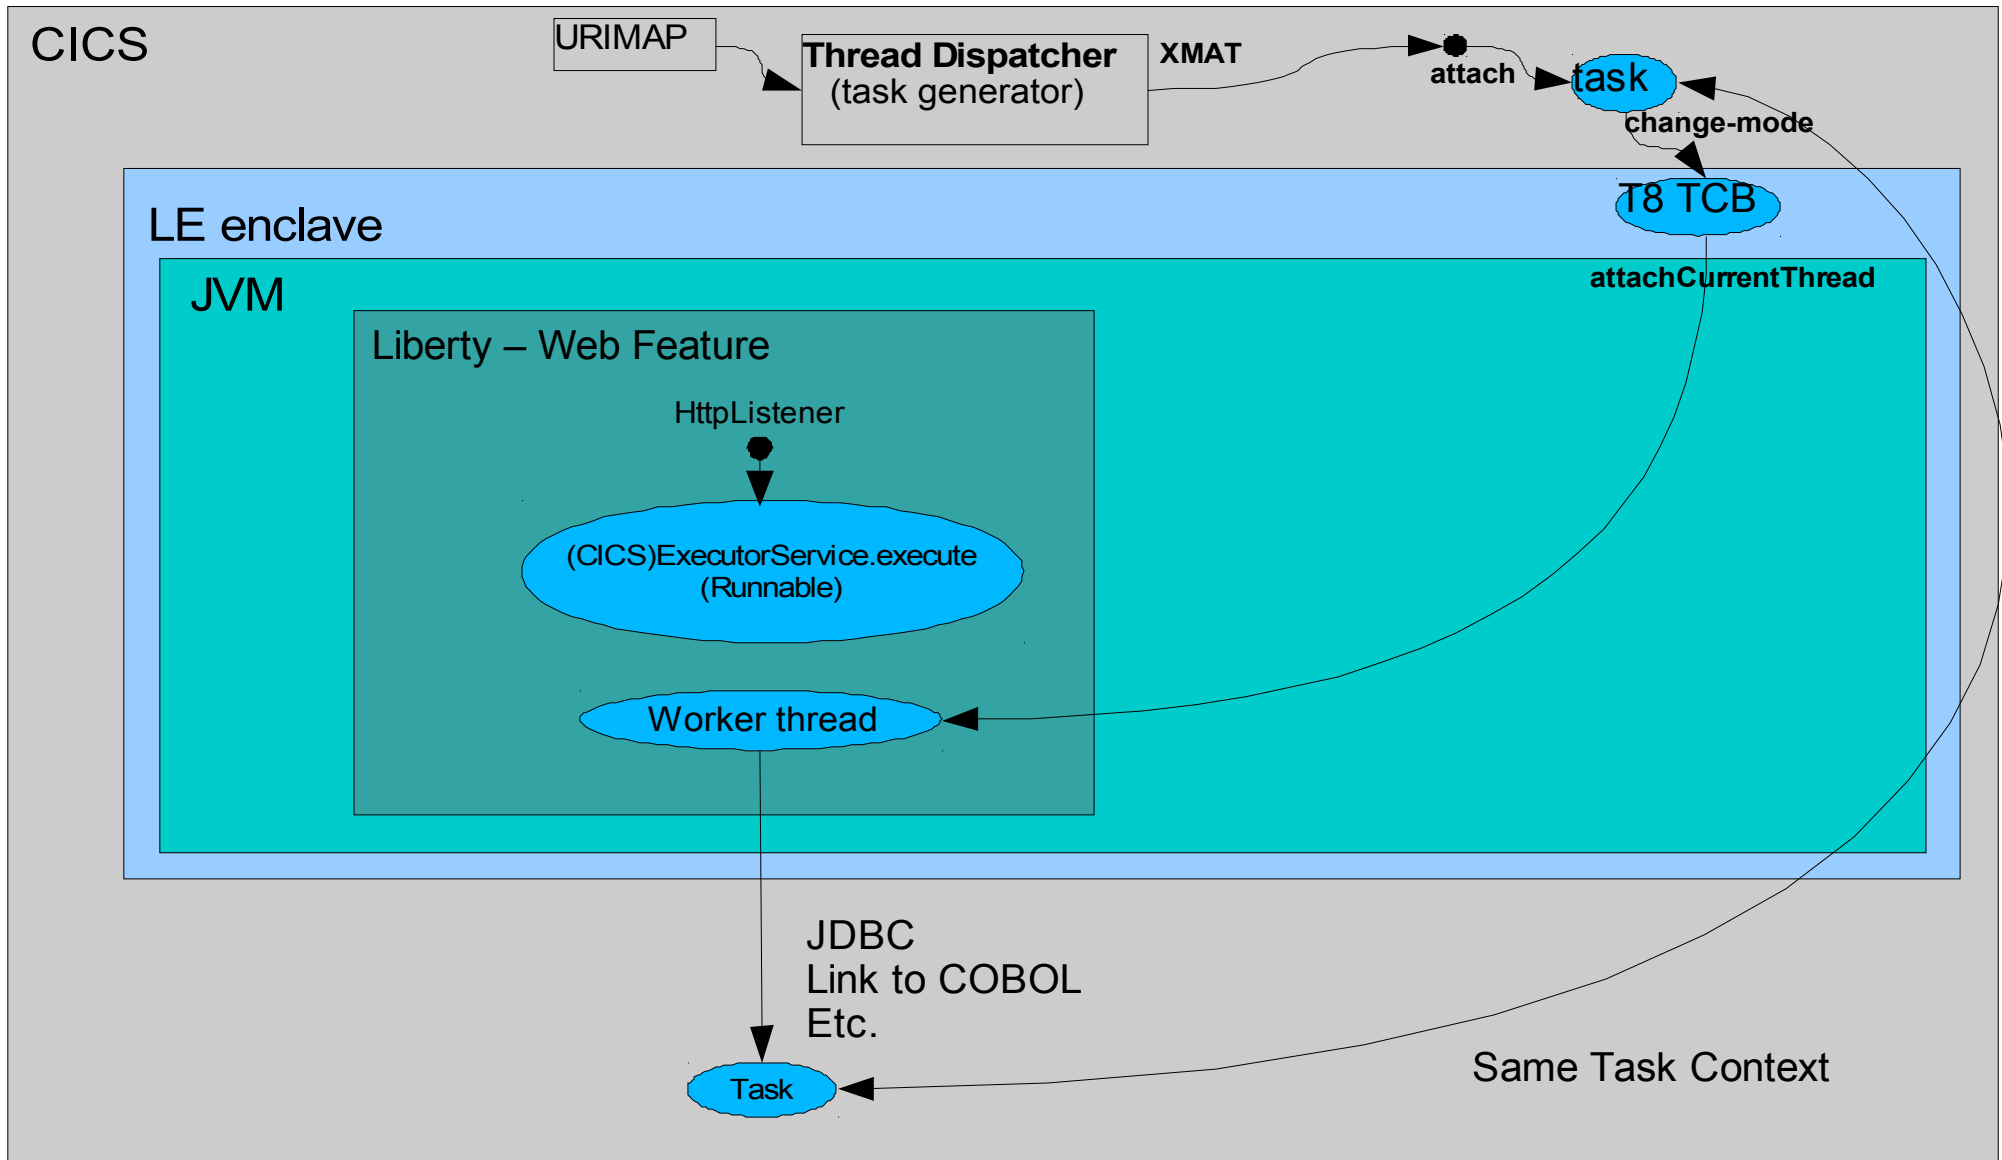 CICS
URIMAP
Thread Dispatcher
(task generator)
XMAT
attach
task
change-mode
T8 TCB
LE enclave
attachCurrentThread
JVM
Liberty – Web Feature
HttpListener
(CICS)ExecutorService.execute
(Runnable)
Worker thread
JDBC
Link to COBOL
Etc.
Same Task Context
Task